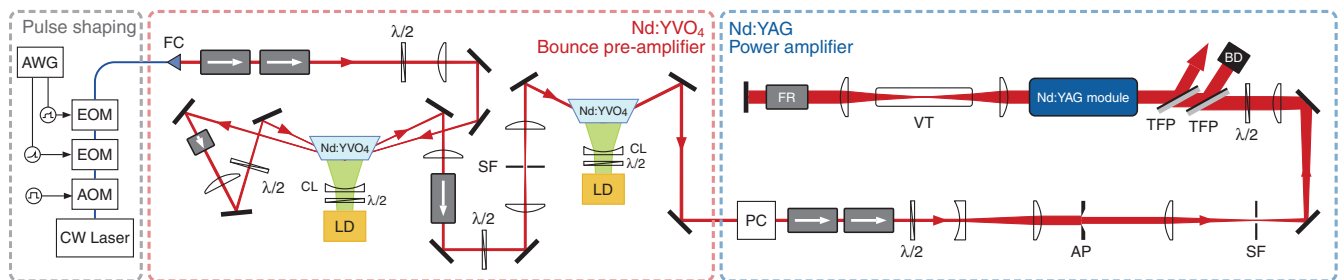 Pulse shaping
AWG
EOM
EOM
AOM
CW Laser
FC
λ/2
Nd:YVO₄
Bounce pre-amplifier
Nd:YVO₄
λ/2
CL
λ/2
LD
λ/2
SF
Nd:YVO₄
CL
λ/2
LD
Nd:YAG
Power amplifier
FR
VT
Nd:YAG module
BD
TFP
TFP
λ/2
PC
λ/2
AP
SF